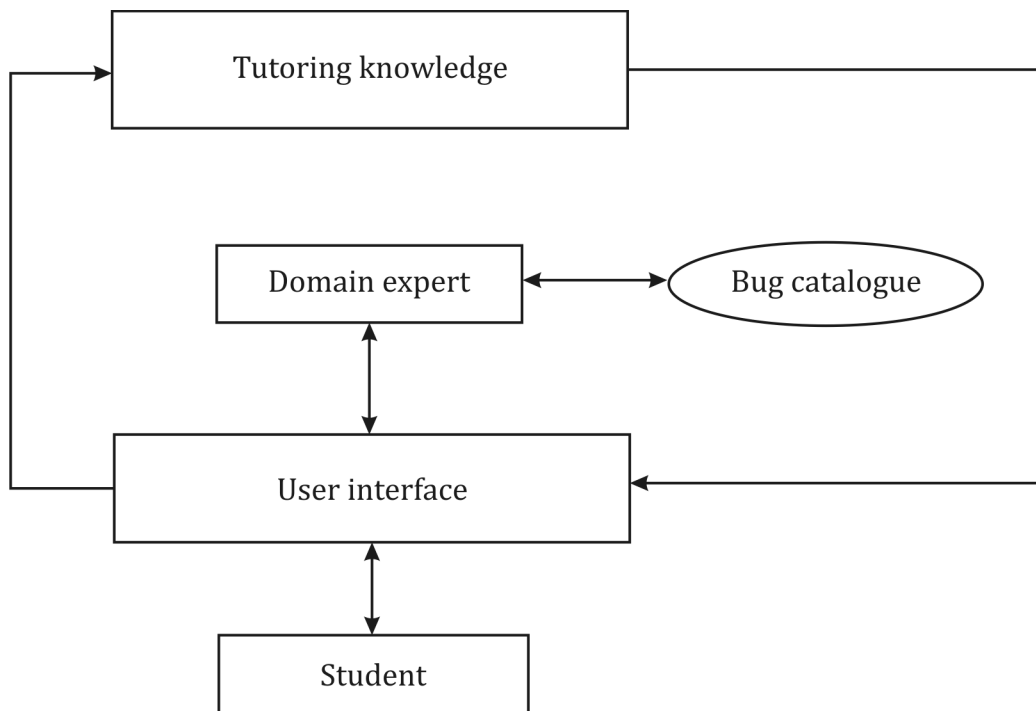 Tutoring knowledge
Domain expert
Bug catalogue
User interface
Student